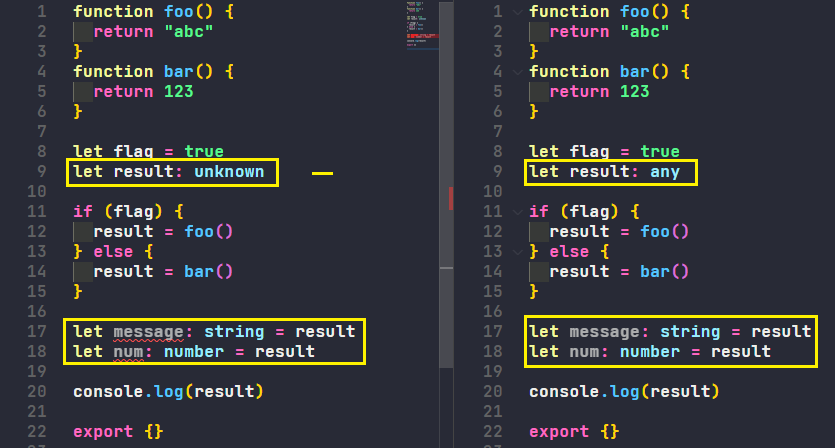 1 function foo() {
2 return "abc"
3 }
4 function bar() {
5 return 123
6 }
7
8 let flag = true
9 let result: unknown
10
11 if (flag) {
12 result = foo()
13 } else {
14 result = bar()
15 }
16
17 let message: string = result
18 let num: number = result
19
20 console.log(result)
21
22 export {}
1 function foo() {
2 return "abc"
3 }
4 function bar() {
5 return 123
6 }
7
8 let flag = true
9 let result: any
10
11 if (flag) {
12 result = foo()
13 } else {
14 result = bar()
15 }
16
17 let message: string = result
18 let num: number = result
19
20 console.log(result)
21
22 export {}